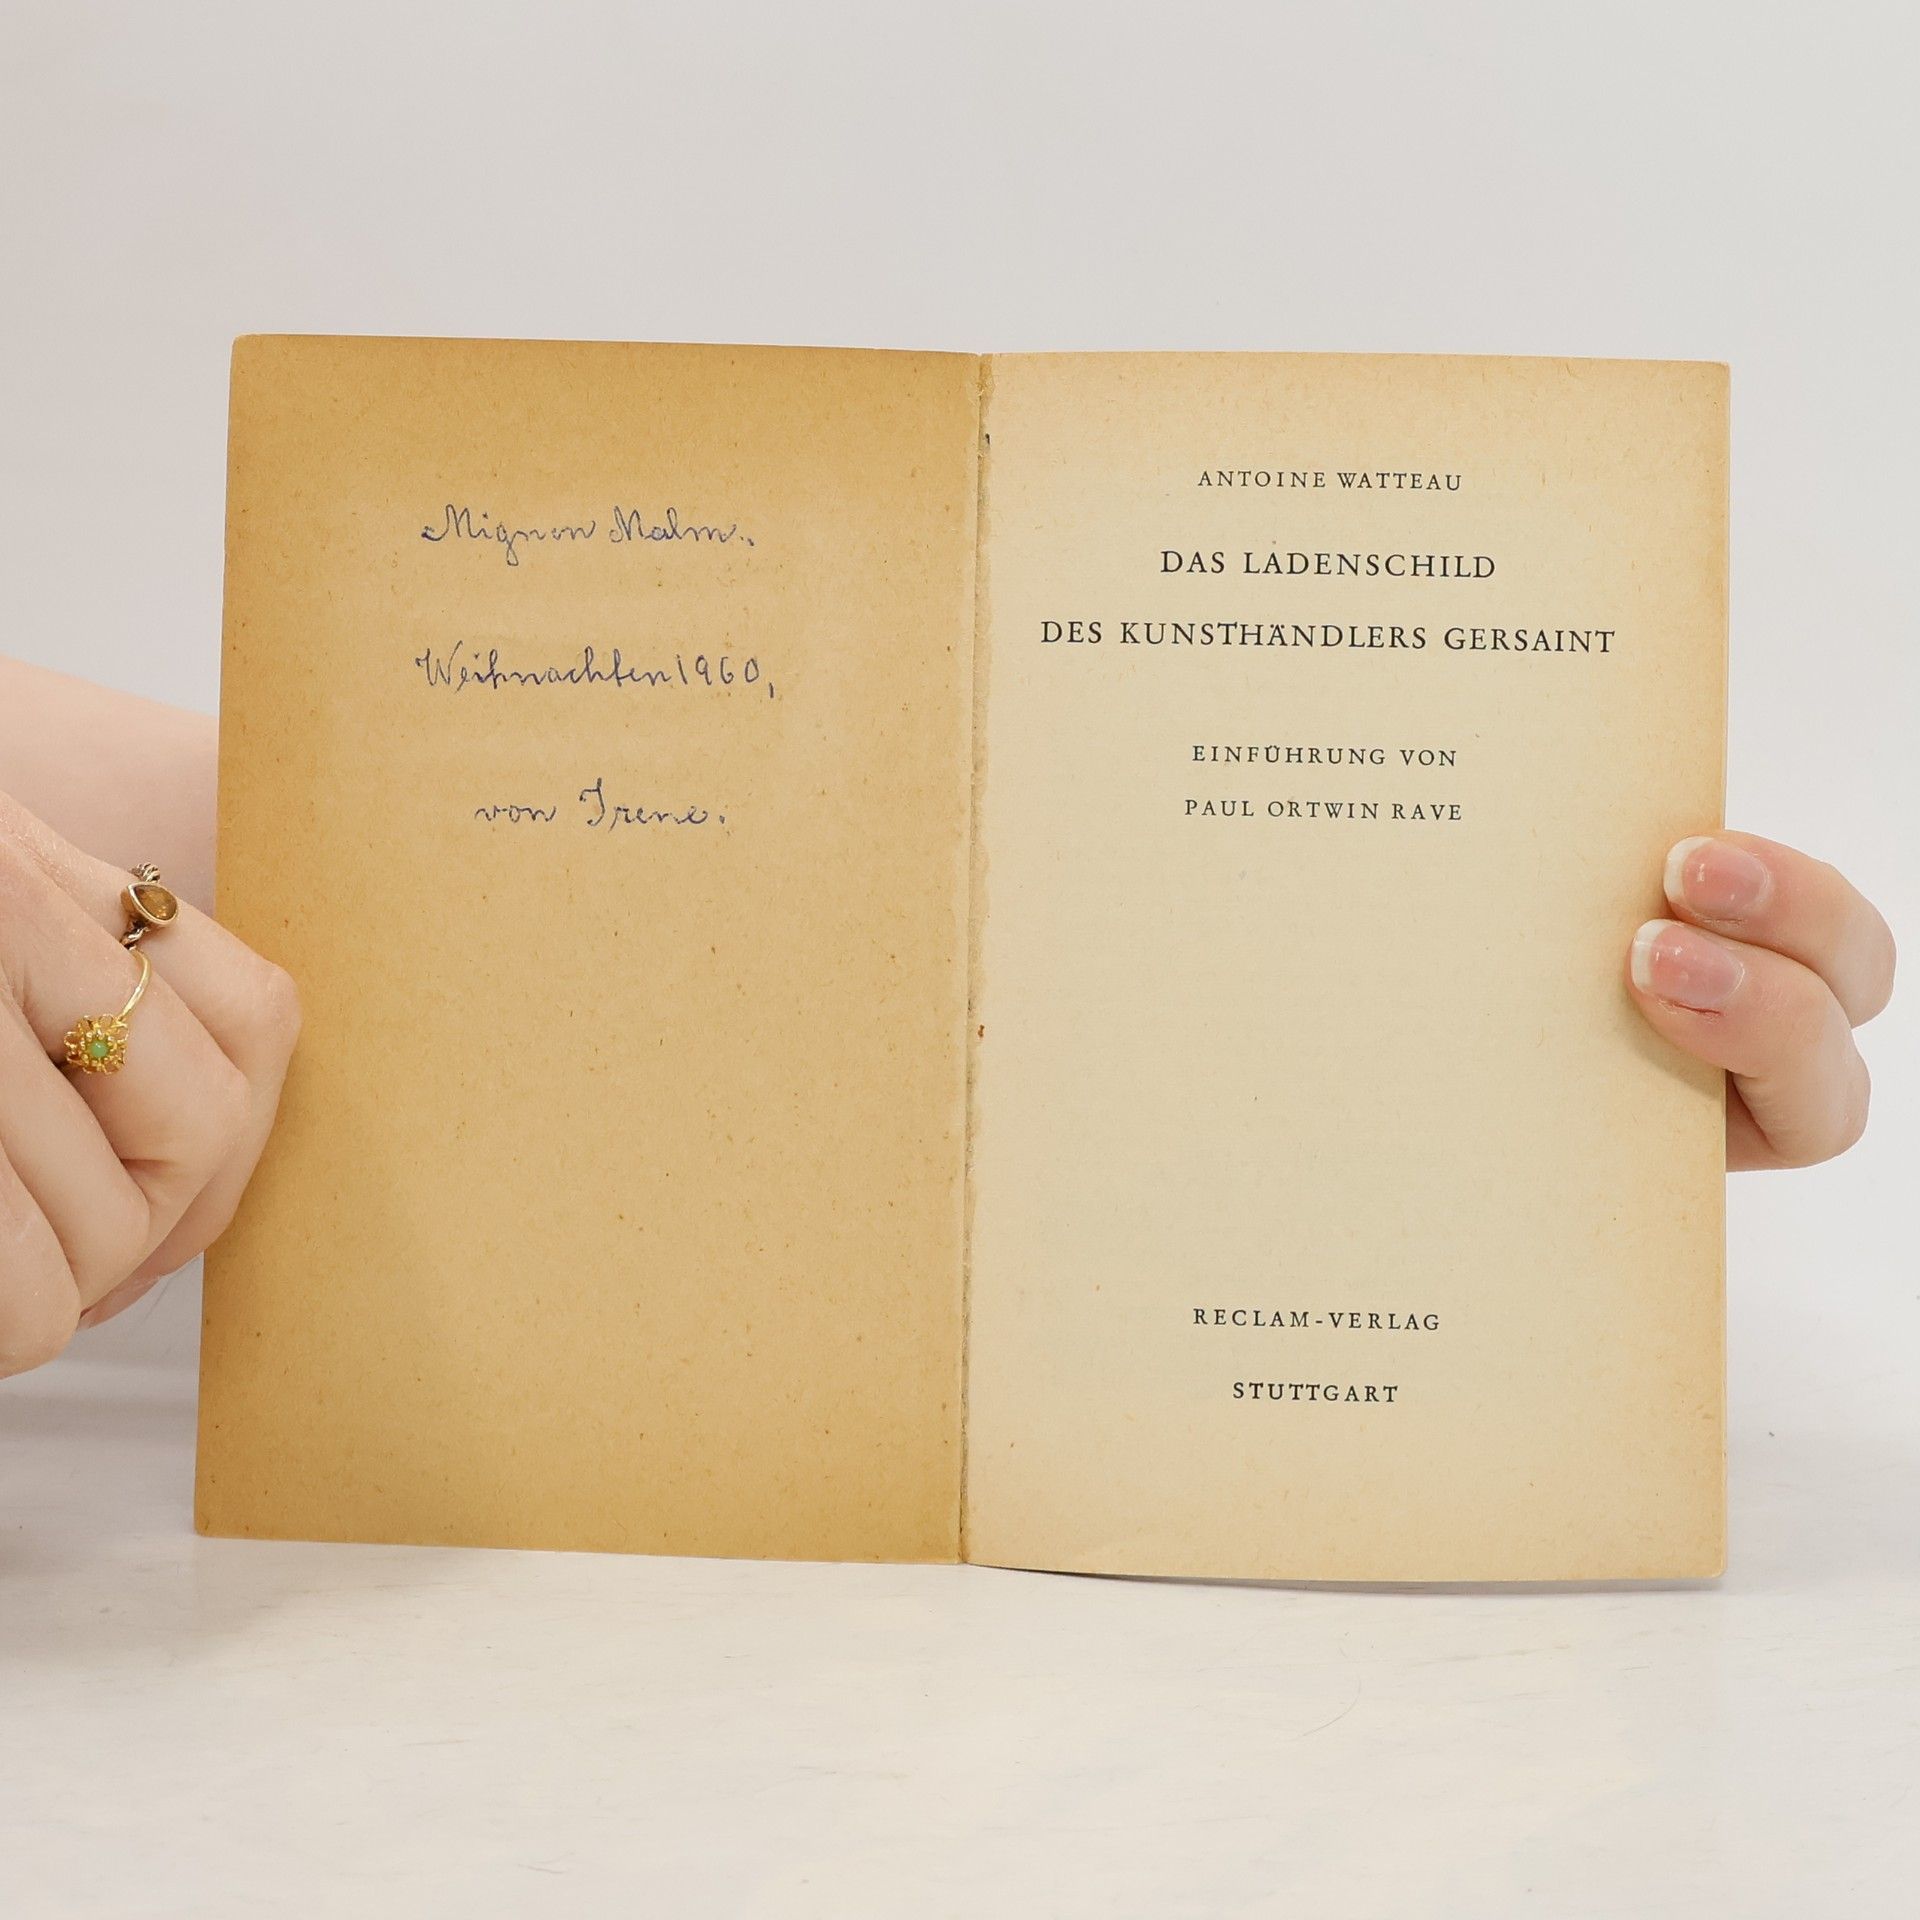 Mignon Malm.
Weihnachten 1960,
von Irene.
ANTOINE WATTEAU
DAS LADENSCHILD
DES KUNSTHÄNDLERS GERSAINT
EINFÜHRUNG VON
PAUL ORTWIN RAVE
RECLAM-VERLAG
STUTTGART